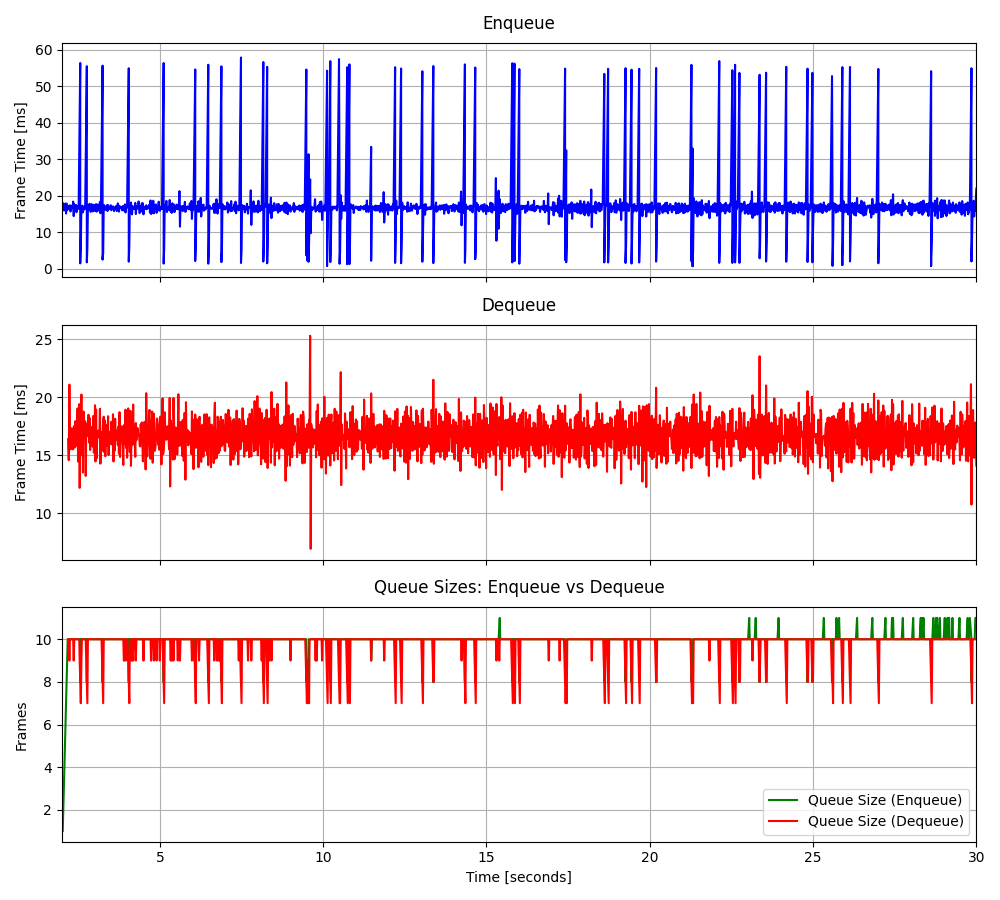 Enqueue
Frame Time [ms]
60
50
40
30
20
10
0
Dequeue
Frame Time [ms]
25
20
15
10
Queue Sizes: Enqueue vs Dequeue
Frames
10
8
6
4
2
Queue Size (Enqueue)
Queue Size (Dequeue)
5 10 15 20 25 30
Time [seconds]